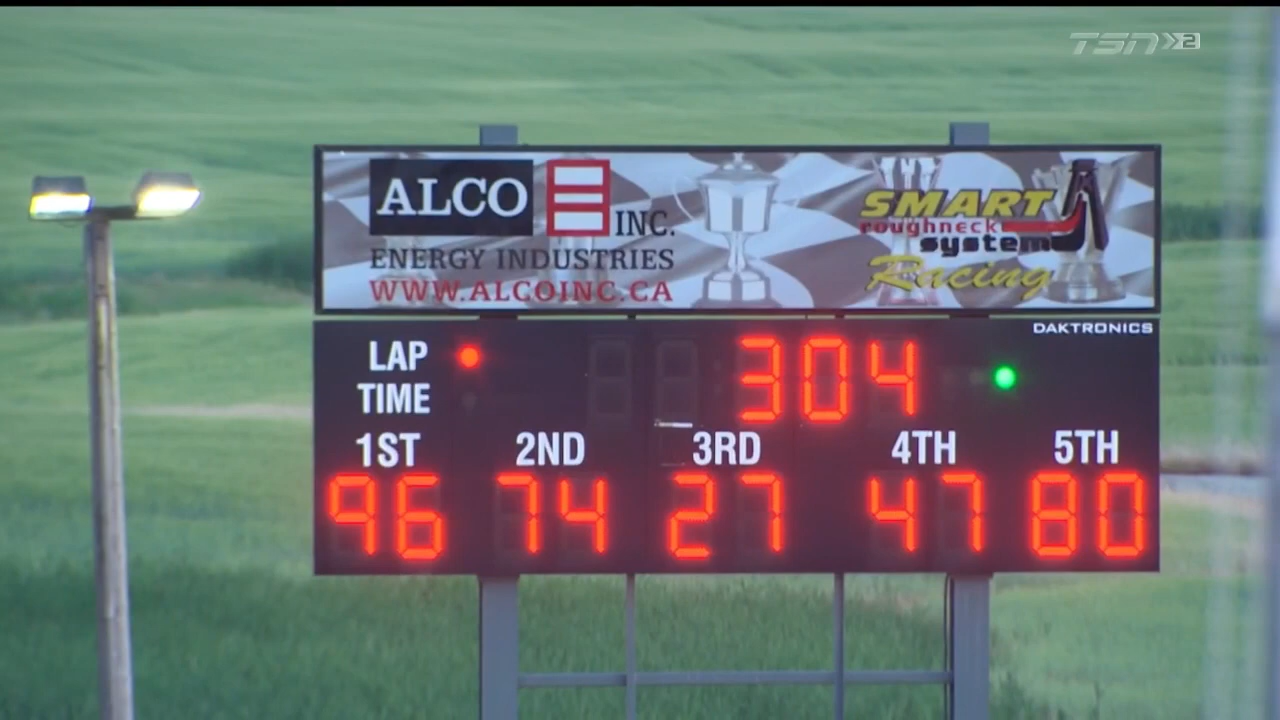 TSN 2
ALCO INC.
ENERGY INDUSTRIES
WWW.ALCOINC.CA
SMART
roughneck
system
Racing
DAKTRONICS
LAP 304
TIME
1ST 2ND 3RD 4TH 5TH
96 74 27 47 80